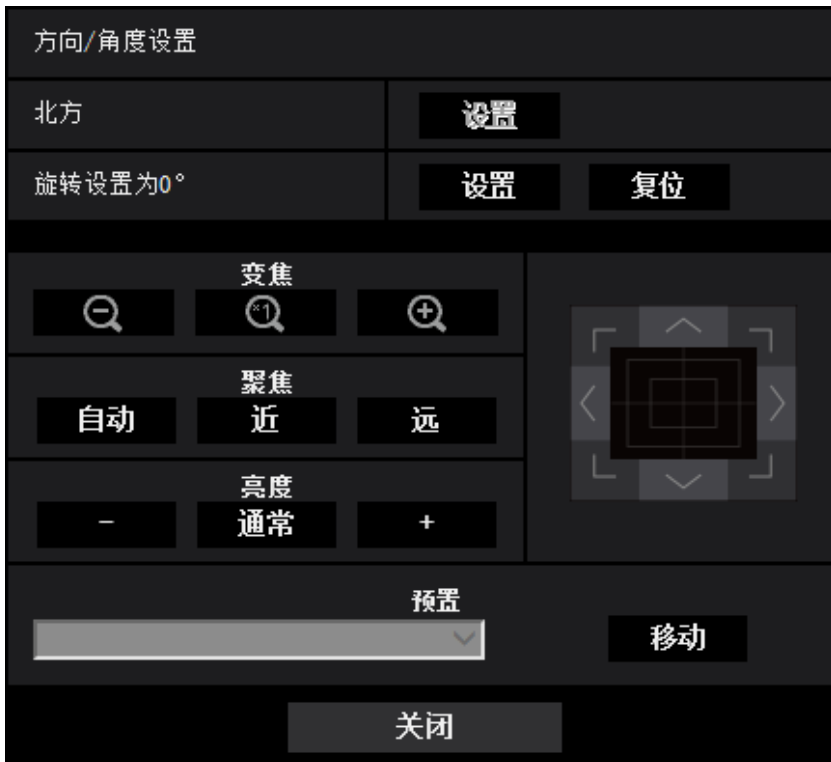 方向/角度设置
北方 设置
旋转设置为0° 设置 复位
变焦
×1
聚焦
自动 近 远
亮度
- 通常 +
预置
移动
关闭